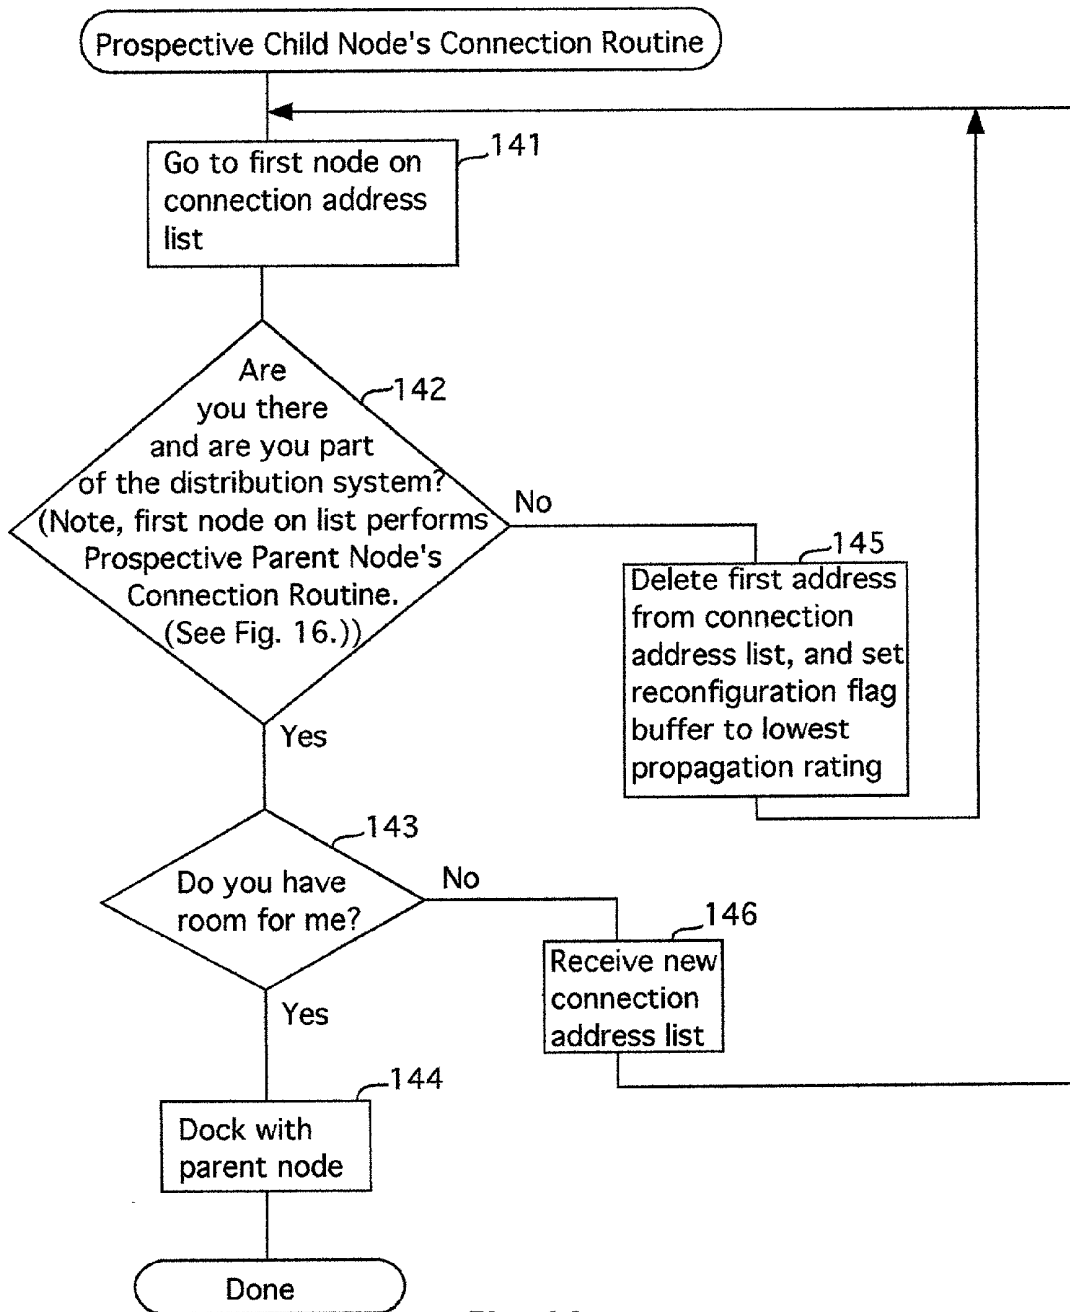 Prospective Child Node's Connection Routine
141
Go to first node on
connection address
list
142
Are
you there
and are you part
of the distribution system?
(Note, first node on list performs
Prospective Parent Node's
Connection Routine.
(See Fig. 16.))
No
145
Delete first address
from connection
address list, and set
reconfiguration flag
buffer to lowest
propagation rating
Yes
143
Do you have
room for me?
No
146
Receive new
connection
address list
Yes
144
Dock with
parent node
Done